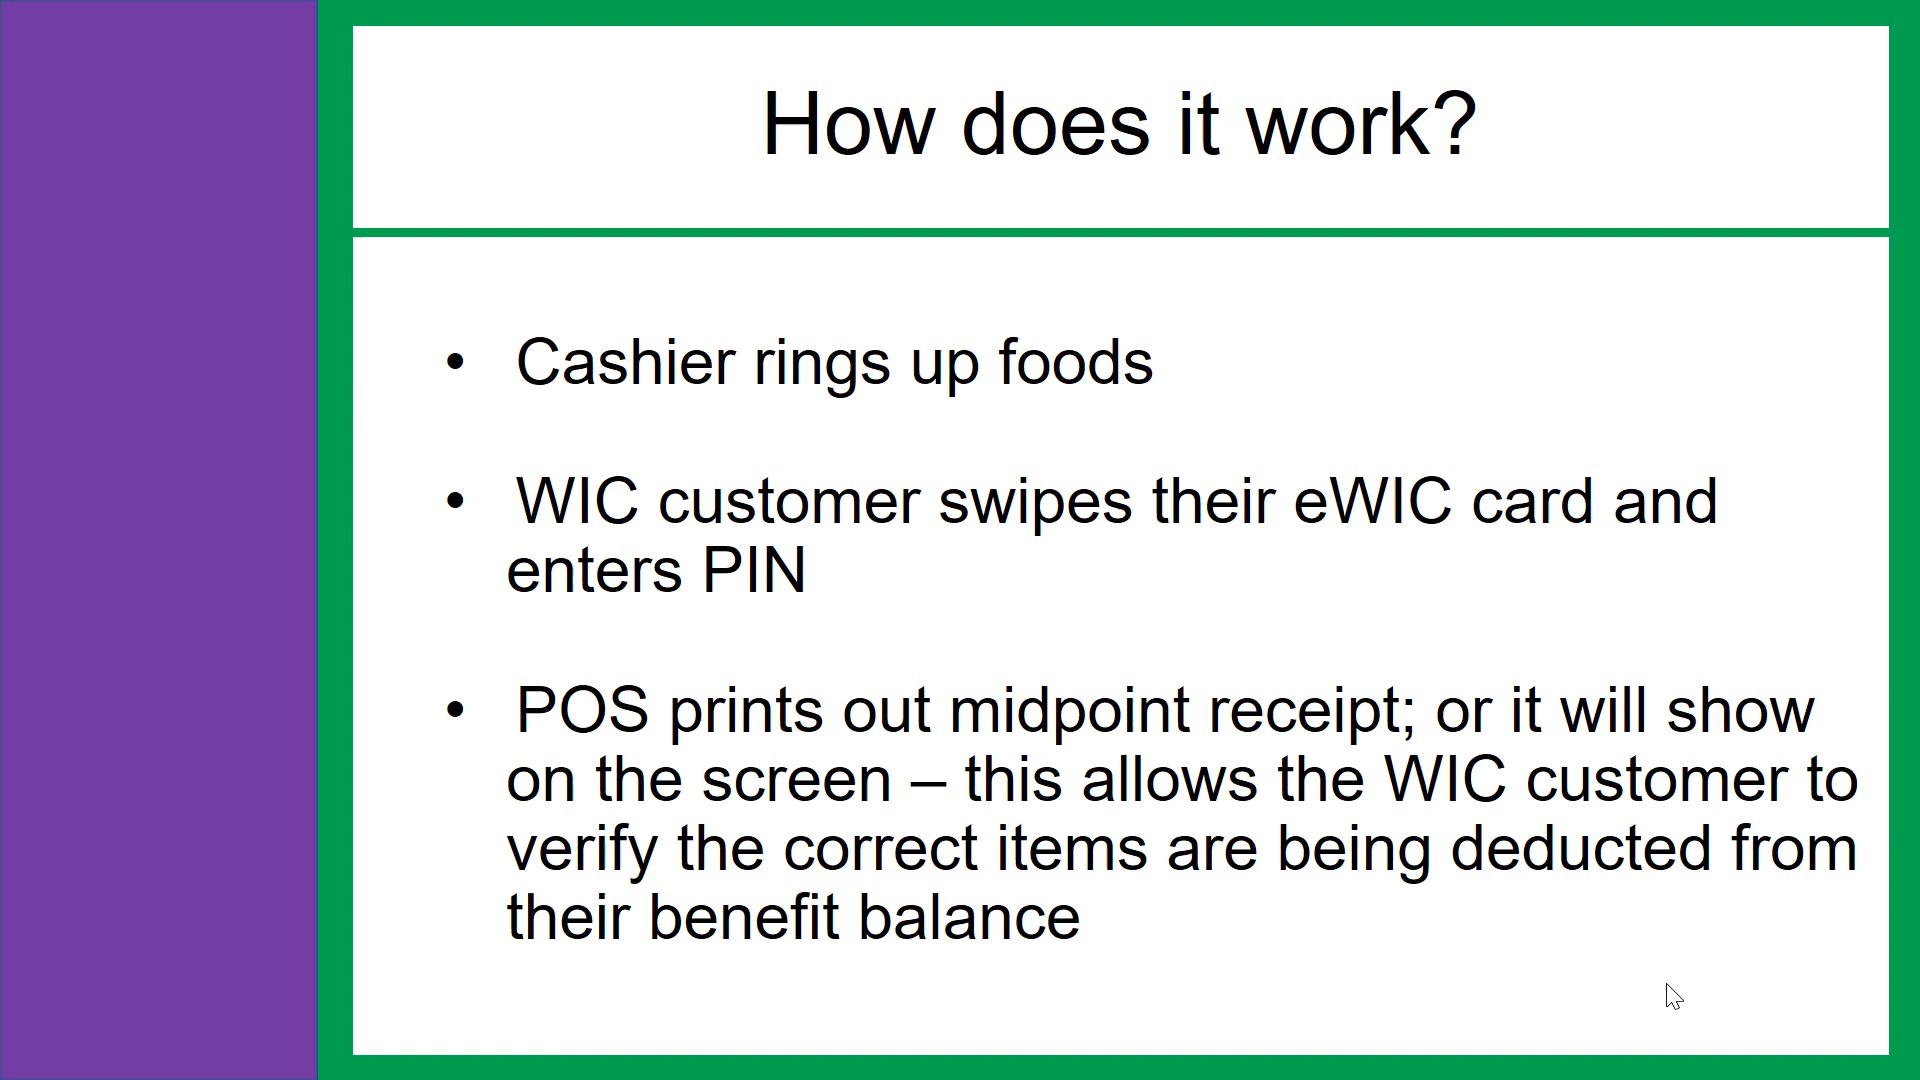 How does it work?
• Cashier rings up foods
• WIC customer swipes their eWIC card and
enters PIN
• POS prints out midpoint receipt; or it will show
on the screen – this allows the WIC customer to
verify the correct items are being deducted from
their benefit balance